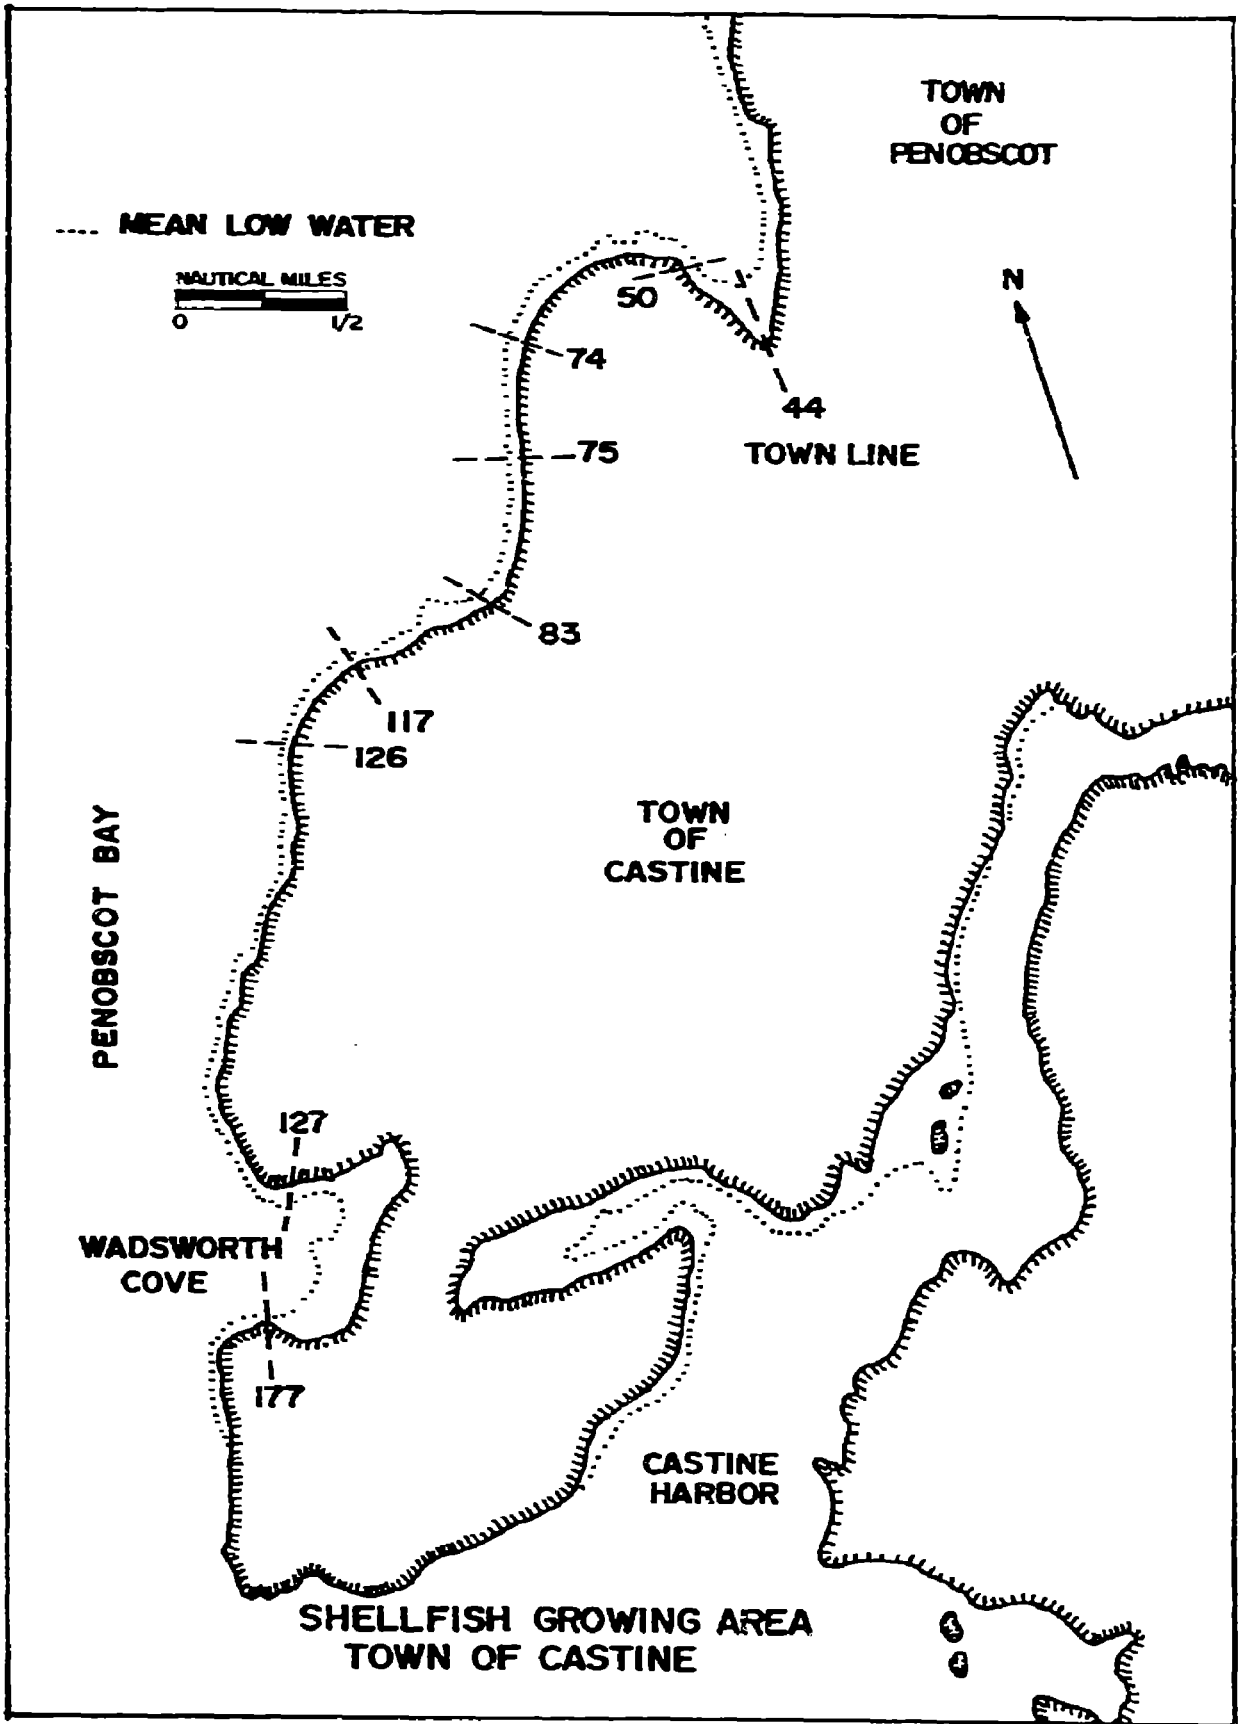 TOWN
OF
PENOBSCOT
---- MEAN LOW WATER
NAUTICAL MILES
0 1/2
N
50
74
44
75
TOWN LINE
83
117
126
TOWN
OF
CASTINE
PENOBSCOT BAY
127
WADSWORTH
COVE
177
CASTINE
HARBOR
SHELLFISH GROWING AREA
TOWN OF CASTINE